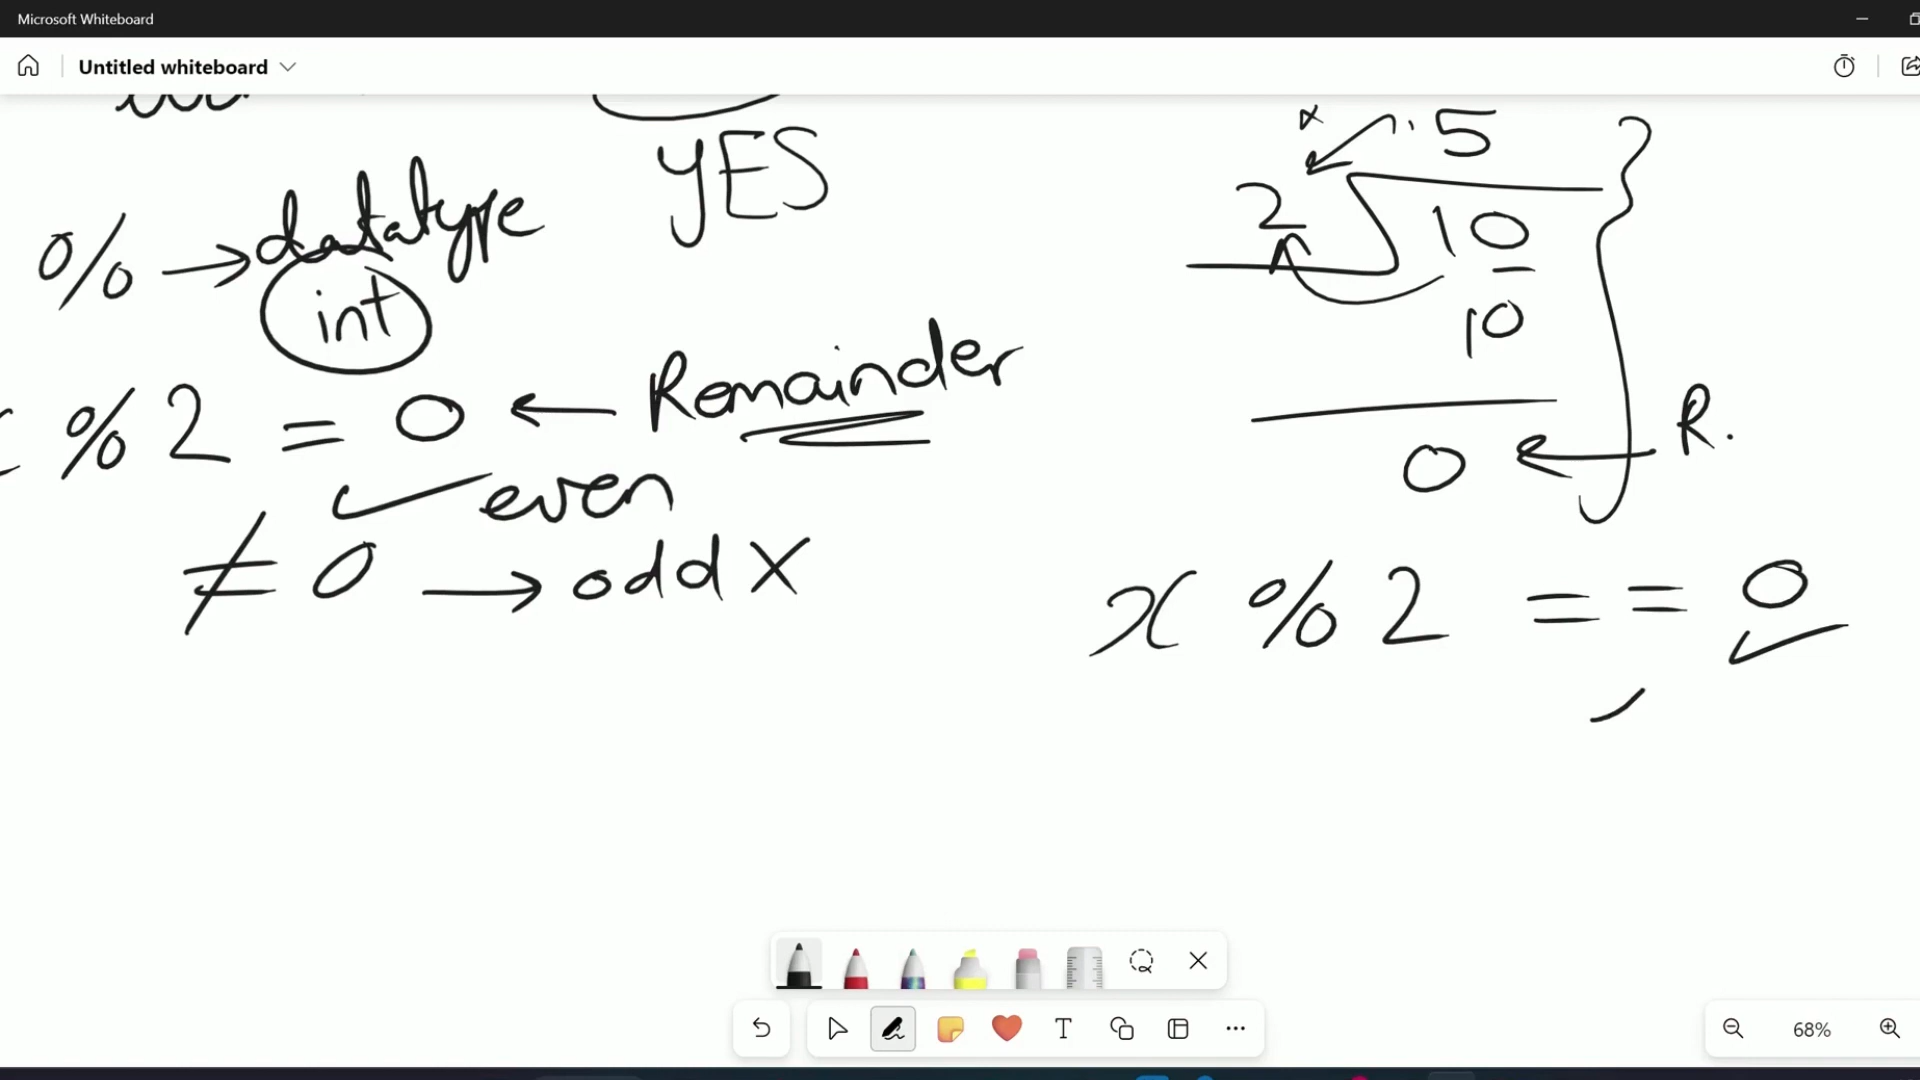 Microsoft Whiteboard
Untitled whiteboard
YES
% → datatype
int
% 2 = 0 ← Remainder
✓ even
≠ 0 → odd X
5
2 10
10
0 ← R.
x % 2 = = 0
68%